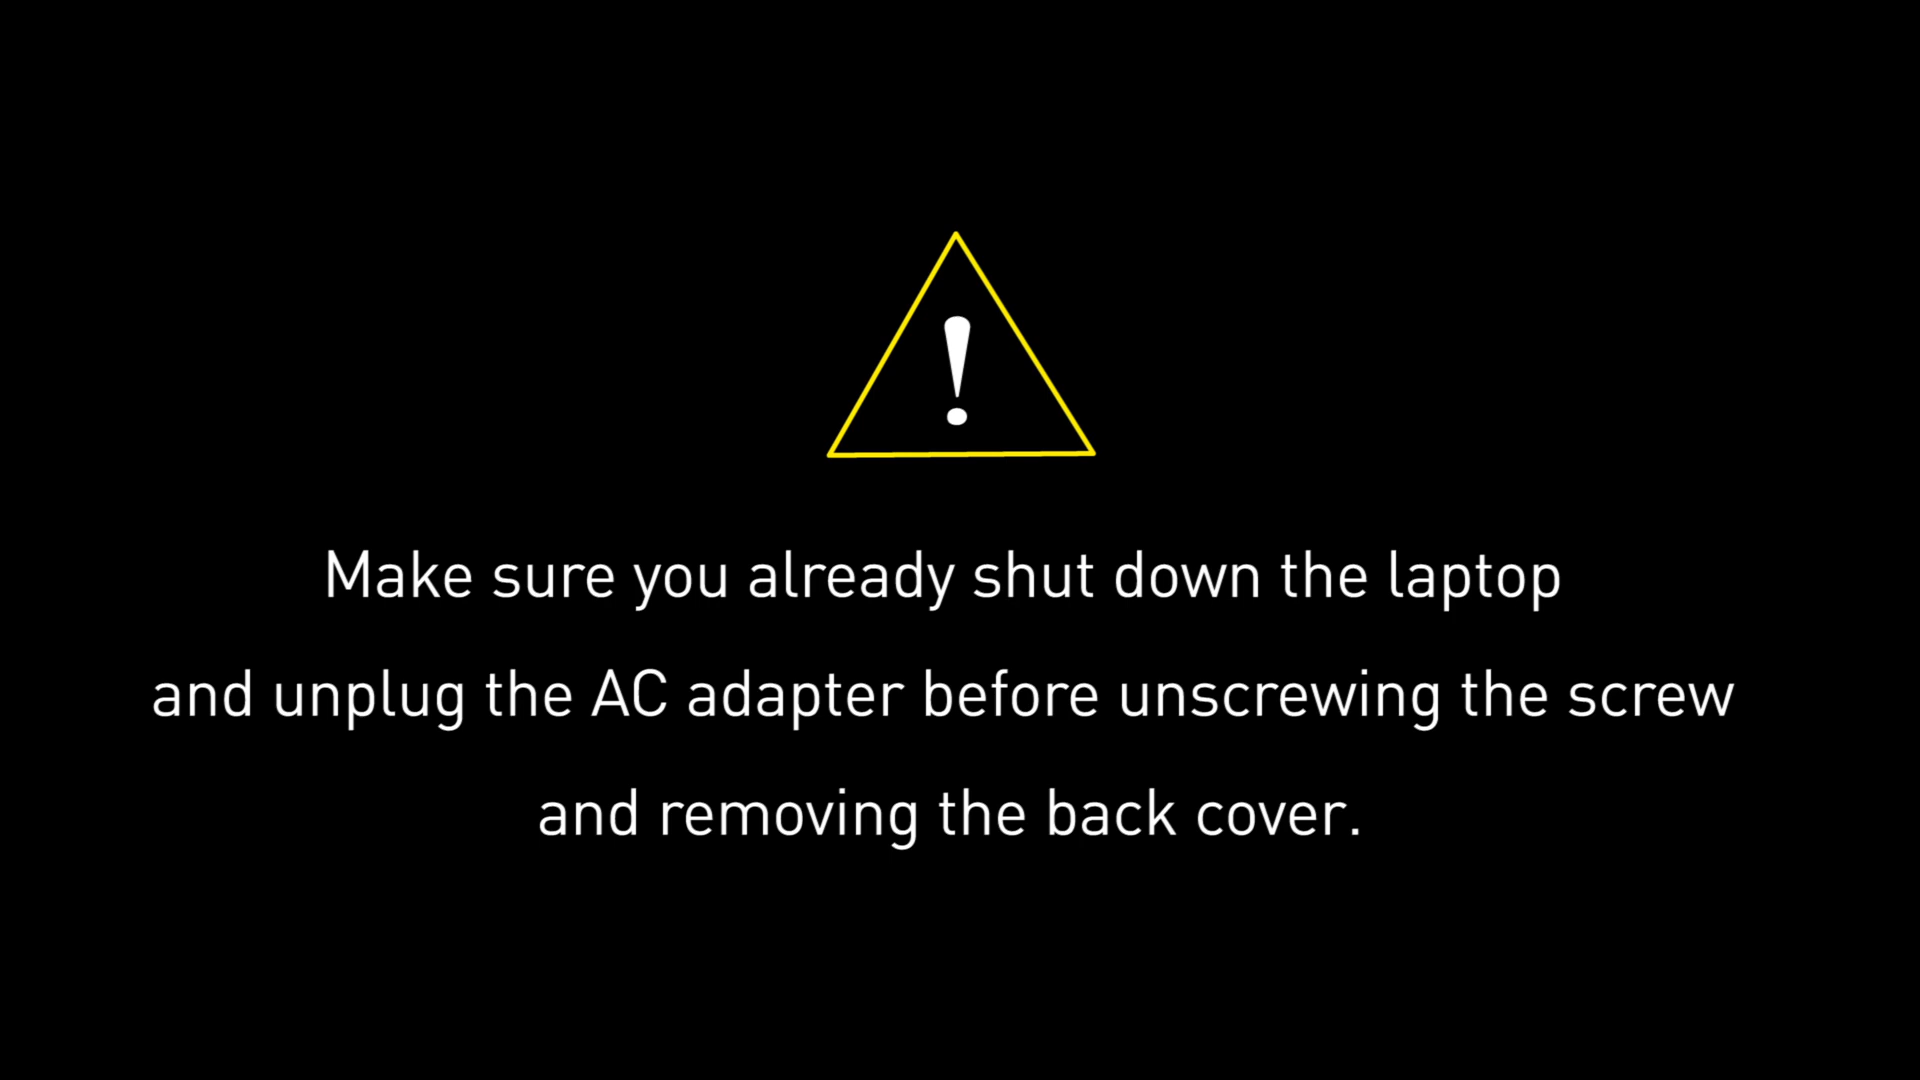 !
Make sure you already shut down the laptop
and unplug the AC adapter before unscrewing the screw
and removing the back cover.